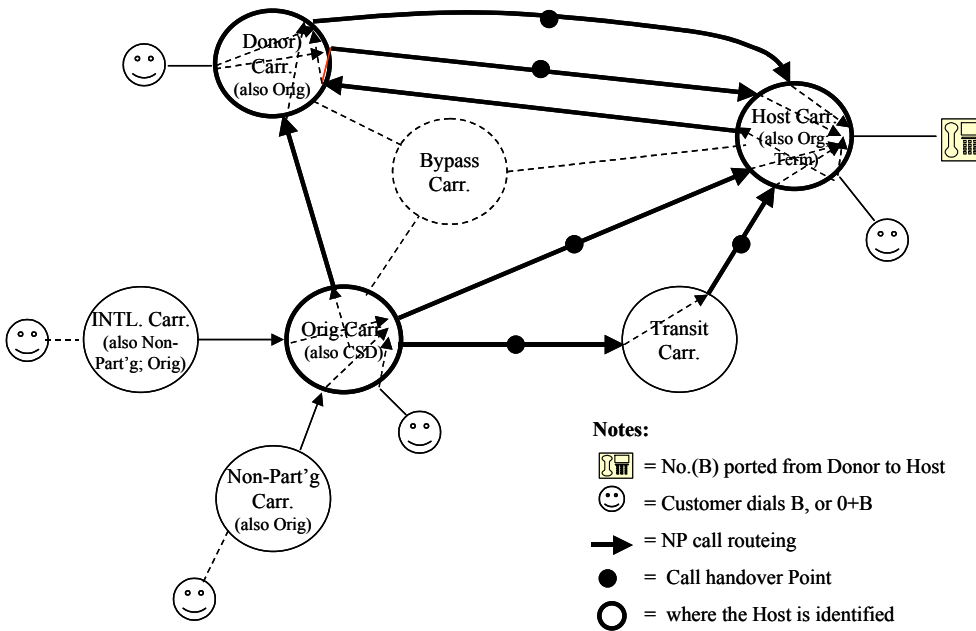 Donor
Carr.
(also Orig)
Host Carr
(also Org,
Term)
Bypass
Carr.
INTL. Carr.
(also Non-
Part'g; Orig)
Orig.Carr.
(also CSD)
Transit
Carr.
Non-Part'g
Carr.
(also Orig)
Notes:
= No.(B) ported from Donor to Host
= Customer dials B, or 0+B
= NP call routeing
= Call handover Point
= where the Host is identified